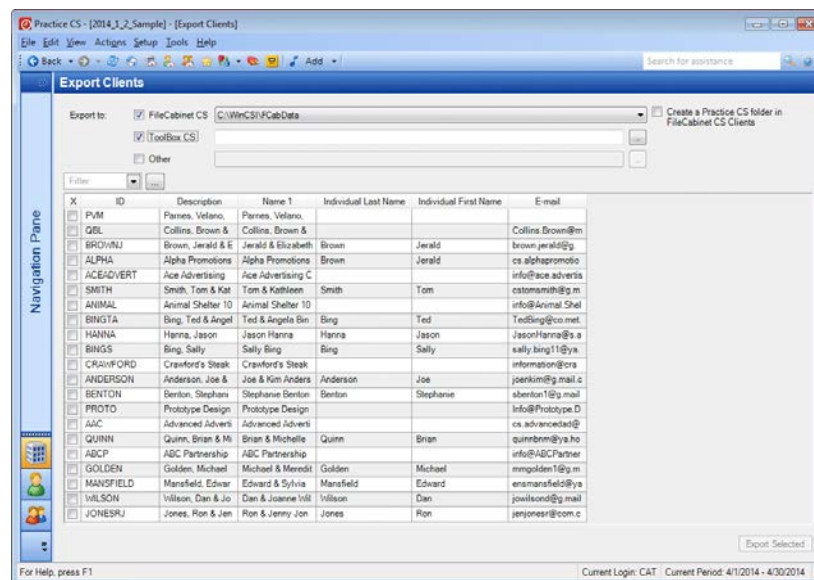 Practice CS - [2014_1_2_Sample] - [Export Clients]
File Edit View Actions Setup Tools Help
Back Add Search for assistance
Export Clients
Export to: FileCabinet CS C:\WinCSI\FCabData Create a Practice CS folder in
FileCabinet CS Clients
ToolBox CS ...
Other ...
Filter ...
Navigation Pane
X ID Description Name 1 Individual Last Name Individual First Name E-mail
PVM Parnes, Velano, Parnes, Velano,
QBL Collins, Brown & Collins, Brown & Collins.Brown@m
BROWNJ Brown, Jerald & E Jerald & Elizabeth Brown Jerald brown.jerald@g.
ALPHA Alpha Promotions Alpha Promotions Brown Jerald cs.alphapromotio
ACEADVERT Ace Advertising Ace Advertising C info@ace.advertis
SMITH Smith, Tom & Kat Tom & Kathleen Smith Tom cstomsmith@g.m
ANIMAL Animal Shelter 10 Animal Shelter 10 info@Animal.Shel
BINGTA Bing, Ted & Angel Ted & Angela Bin Bing Ted TedBing@co.met.
HANNA Hanna, Jason Jason Hanna Hanna Jason JasonHanna@s.a
BINGS Bing, Sally Sally Bing Bing Sally sally.bing11@ya.
CRAWFORD Crawford's Steak Crawford's Steak information@cra
ANDERSON Anderson, Joe & Joe & Kim Anders Anderson Joe joenkim@g.mail.c
BENTON Benton, Stephani Stephanie Benton Benton Stephanie sbenton1@g.mail
PROTO Prototype Design Prototype Design Info@Prototype.D
AAC Advanced Adverti Advanced Adverti cs.advancedad@
QUINN Quinn, Brian & Mi Brian & Michelle Quinn Brian quinnbnm@ya.ho
ABCP ABC Partnership ABC Partnership info@ABCPartner
GOLDEN Golden, Michael Michael & Meredit Golden Michael mmgolden1@g.m
MANSFIELD Mansfield, Edwar Edward & Sylvia Mansfield Edward ensmansfield@ya
WILSON Wilson, Dan & Jo Dan & Joanne Wil Wilson Dan jowilsond@g.mail
JONESRJ Jones, Ron & Jen Ron & Jenny Jon Jones Ron jenjonesr@com.c
Export Selected
For Help, press F1 Current Login: CAT Current Period: 4/1/2014 - 4/30/2014